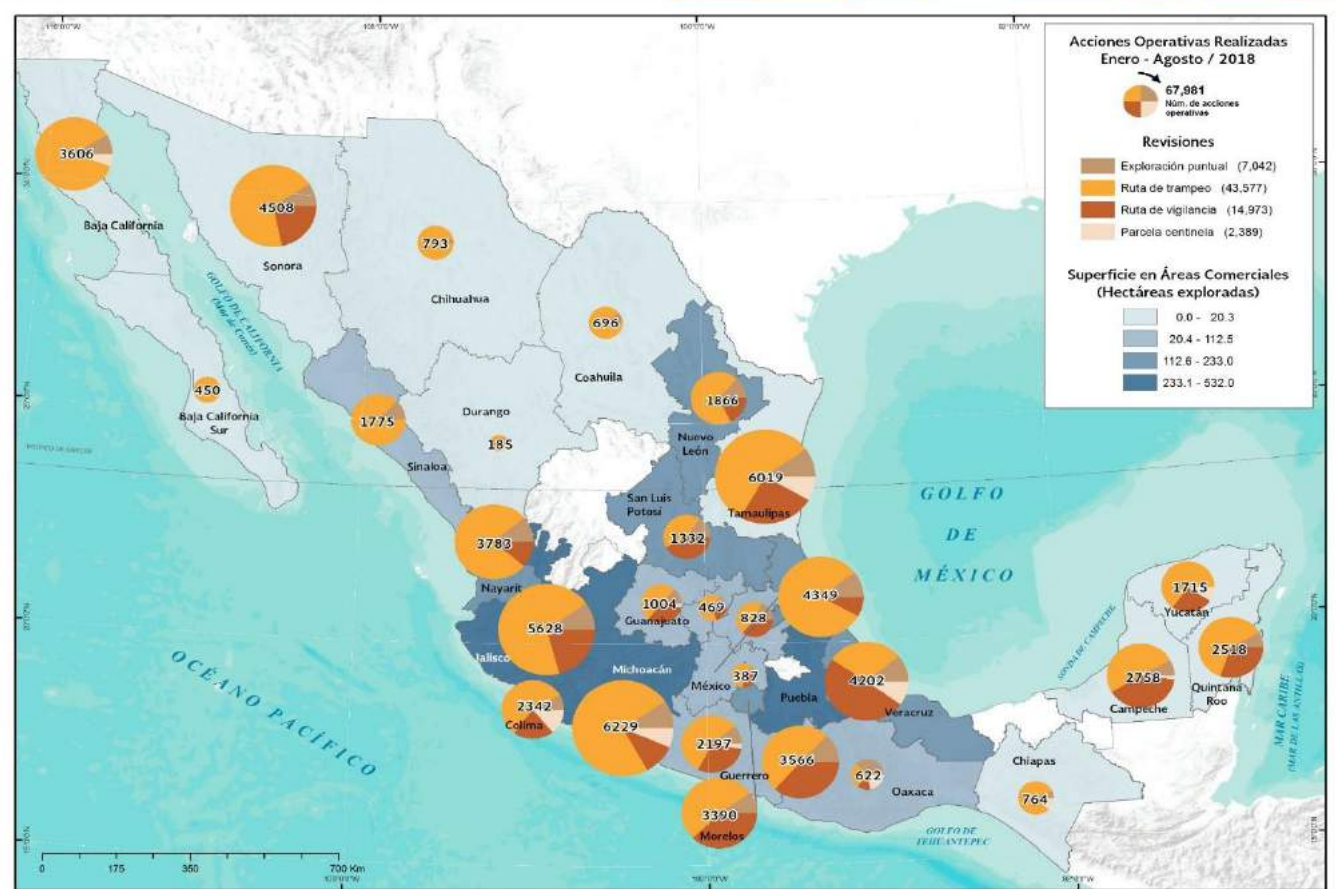 Acciones Operativas Realizadas
Enero - Agosto / 2018
67,981
Núm. de acciones
operativas
Revisiones
Exploración puntual (7,042)
Ruta de trampeo (43,577)
Ruta de vigilancia (14,973)
Parcela centinela (2,389)
Superficie en Áreas Comerciales
(Hectáreas exploradas)
0.0 - 20.3
20.4 - 112.5
112.6 - 233.0
233.1 - 532.0
3606
Baja California
4508
Sonora
793
Chihuahua
GOLFO DE CALIFORNIA
(Mar de Cortés)
696
Coahuila
450
Baja California
Sur
1775
Sinaloa
Durango
185
1866
Nuevo
León
6019
Tamaulipas
San Luis
Potosí
1332
GOLFO
DE
MÉXICO
3783
Nayarit
5628
Jalisco
1004
Guanajuato
469
828
4349
1715
Yucatán
2518
Quintana
Roo
2758
Campeche
SONDA DE CAMPECHE
Michoacán
México
387
Puebla
4202
Veracruz
2342
Colima
6229
2197
Guerrero
3566
622
Oaxaca
Chiapas
764
3390
Morelos
OCÉANO PACÍFICO
GOLFO DE
TEHUANTEPEC
MAR CARIBE
(MAR DE LAS ANTILLAS)
0 175 350 700 Km